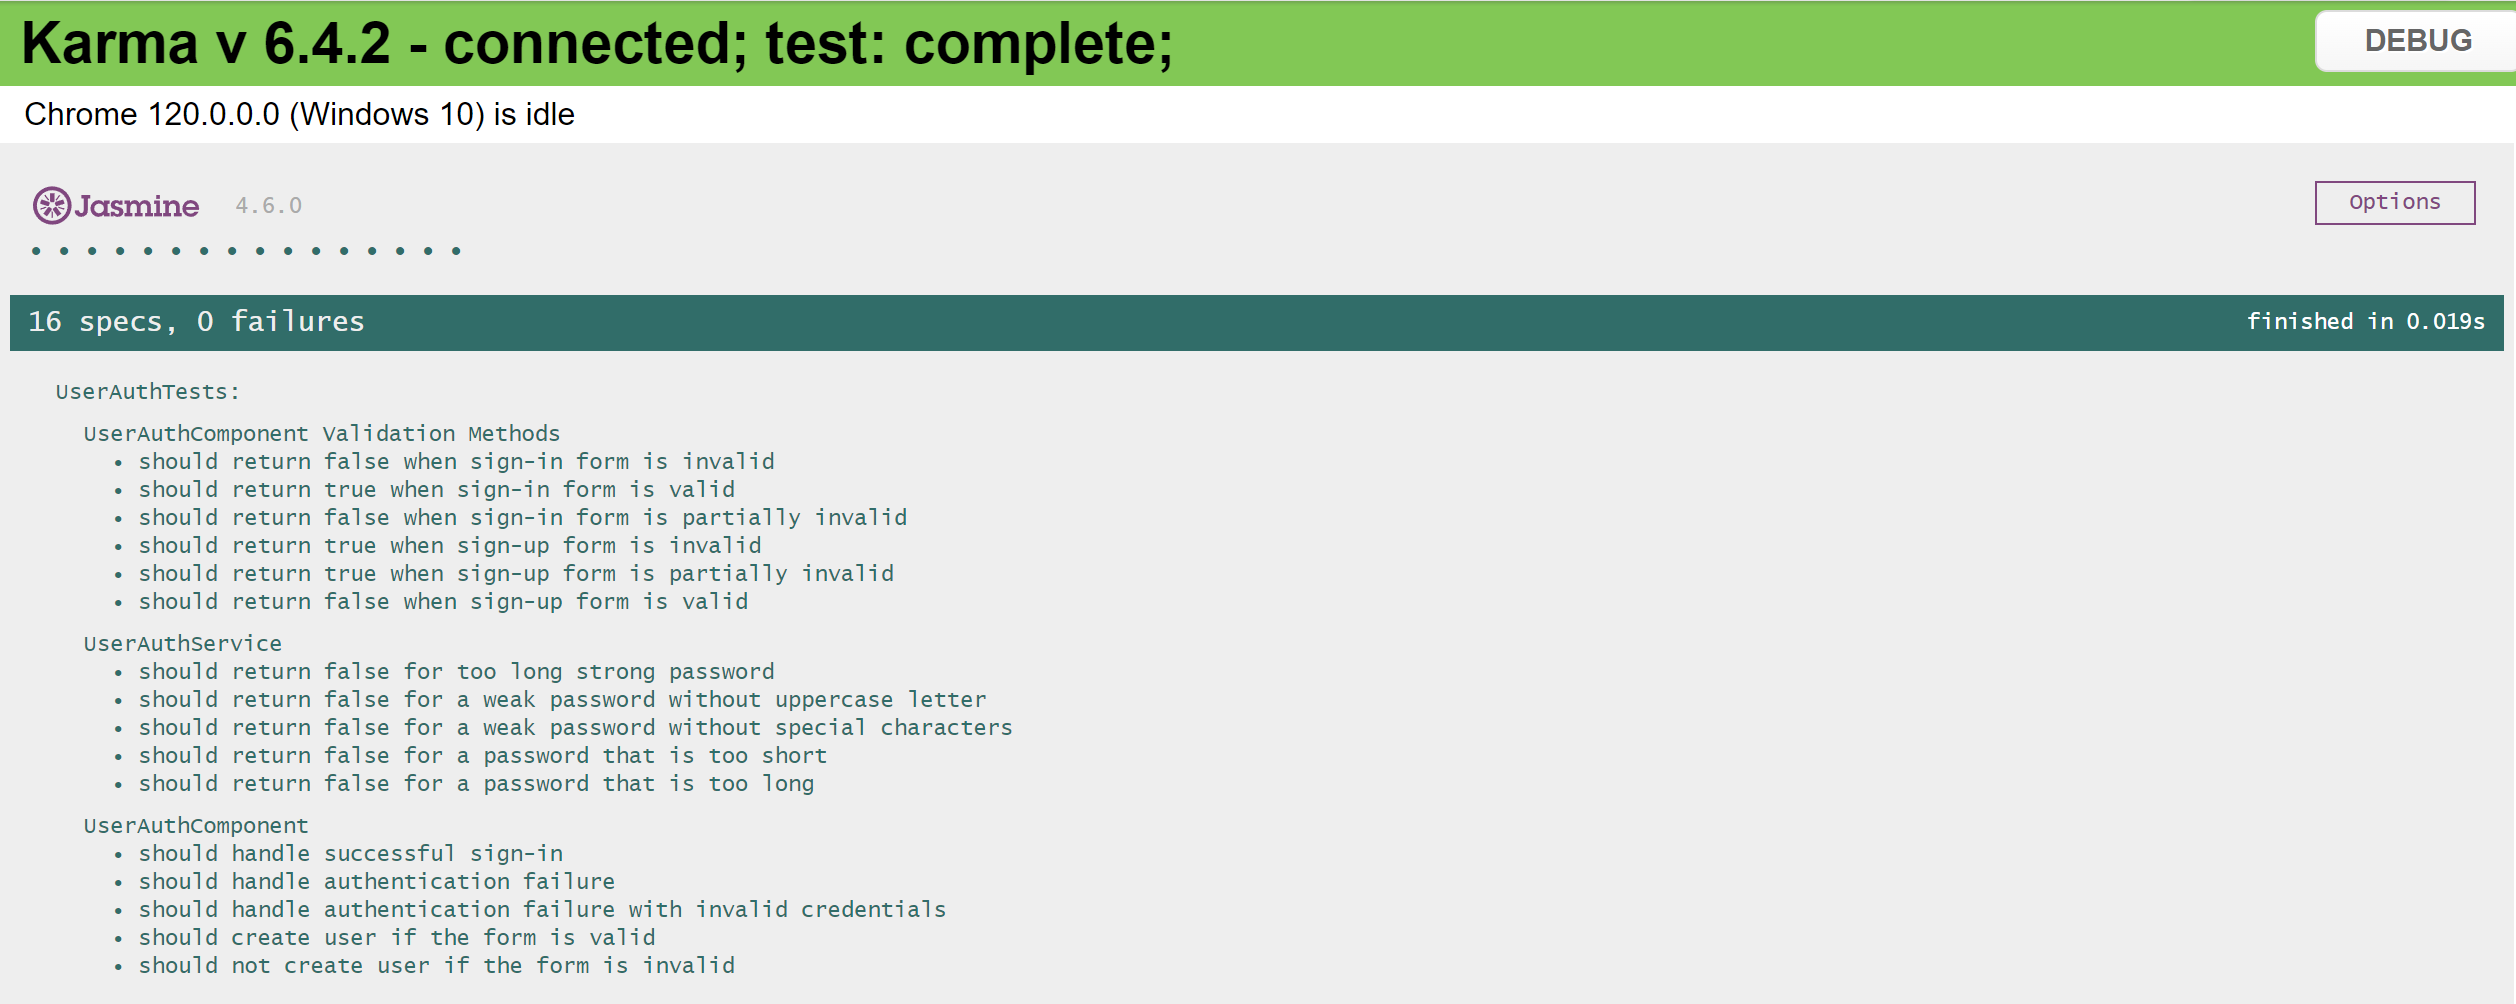 Karma v 6.4.2 - connected; test: complete;
DEBUG
Chrome 120.0.0.0 (Windows 10) is idle
Jasmine 4.6.0
Options
• • • • • • • • • • • • • • • •
16 specs, 0 failures
finished in 0.019s
UserAuthTests:
UserAuthComponent Validation Methods
• should return false when sign-in form is invalid
• should return true when sign-in form is valid
• should return false when sign-in form is partially invalid
• should return true when sign-up form is invalid
• should return true when sign-up form is partially invalid
• should return false when sign-up form is valid
UserAuthService
• should return false for too long strong password
• should return false for a weak password without uppercase letter
• should return false for a weak password without special characters
• should return false for a password that is too short
• should return false for a password that is too long
UserAuthComponent
• should handle successful sign-in
• should handle authentication failure
• should handle authentication failure with invalid credentials
• should create user if the form is valid
• should not create user if the form is invalid